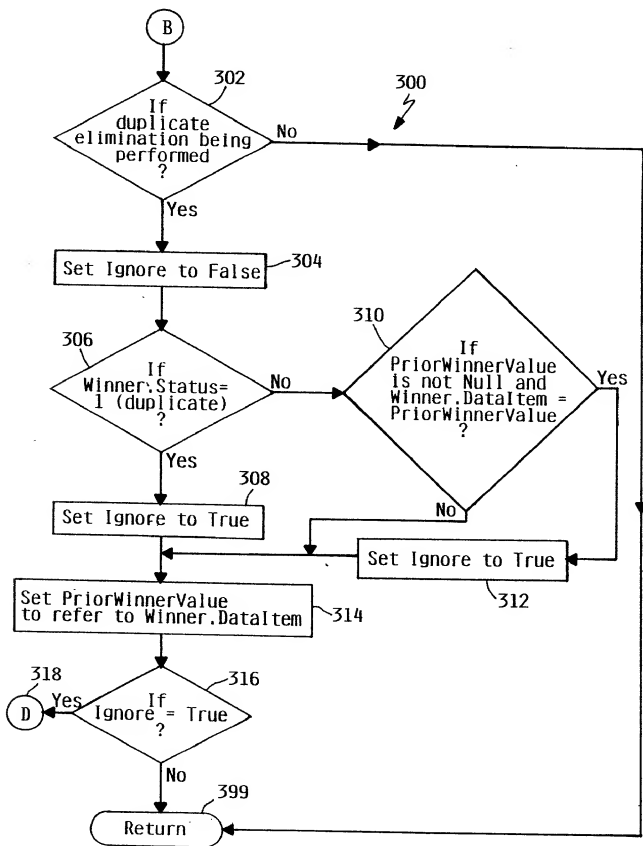 B
302
300
If
duplicate
elimination being
performed
?
No
Yes
Set Ignore to False
304
306
If
Winner.Status=
1 (duplicate)
?
No
Yes
310
If
PriorWinnerValue
is not Null and
Winner.DataItem =
PriorWinnerValue
?
Yes
No
308
Set Ignore to True
Set Ignore to True
312
Set PriorWinnerValue
to refer to Winner.DataItem
314
318
D
Yes
If
Ignore = True
?
316
No
399
Return